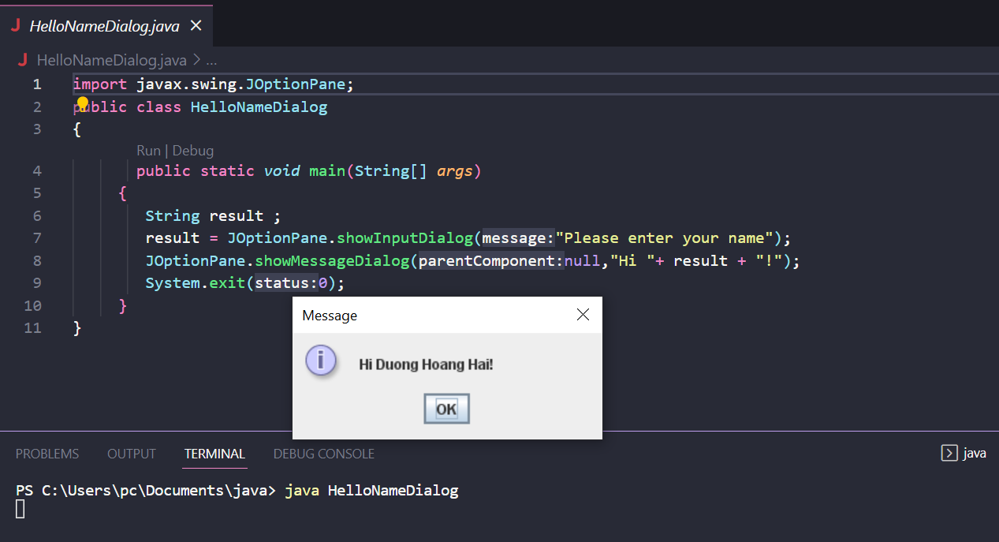 J HelloNameDialog.java ×
J HelloNameDialog.java > ...
1 import javax.swing.JOptionPane;
2 public class HelloNameDialog
3 {
Run | Debug
4 public static void main(String[] args)
5 {
6 String result ;
7 result = JOptionPane.showInputDialog(message:"Please enter your name");
8 JOptionPane.showMessageDialog(parentComponent:null,"Hi "+ result + "!");
9 System.exit(status:0);
10 }
11 }
Message
i
Hi Duong Hoang Hai!
OK
PROBLEMS OUTPUT TERMINAL DEBUG CONSOLE java
PS C:\Users\pc\Documents\java> java HelloNameDialog